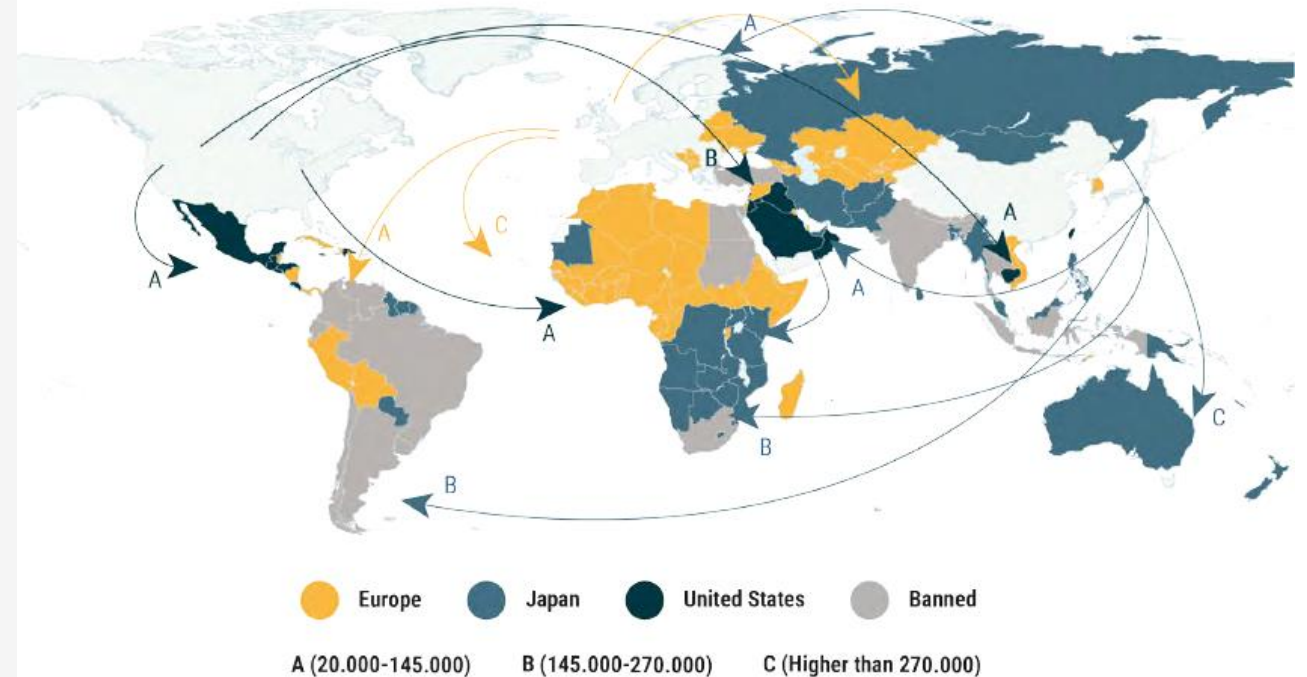 A
A
B
C
A
A
A
A
A
C
B
B
Europe
Japan
United States
Banned
A (20.000-145.000)
B (145.000-270.000)
C (Higher than 270.000)